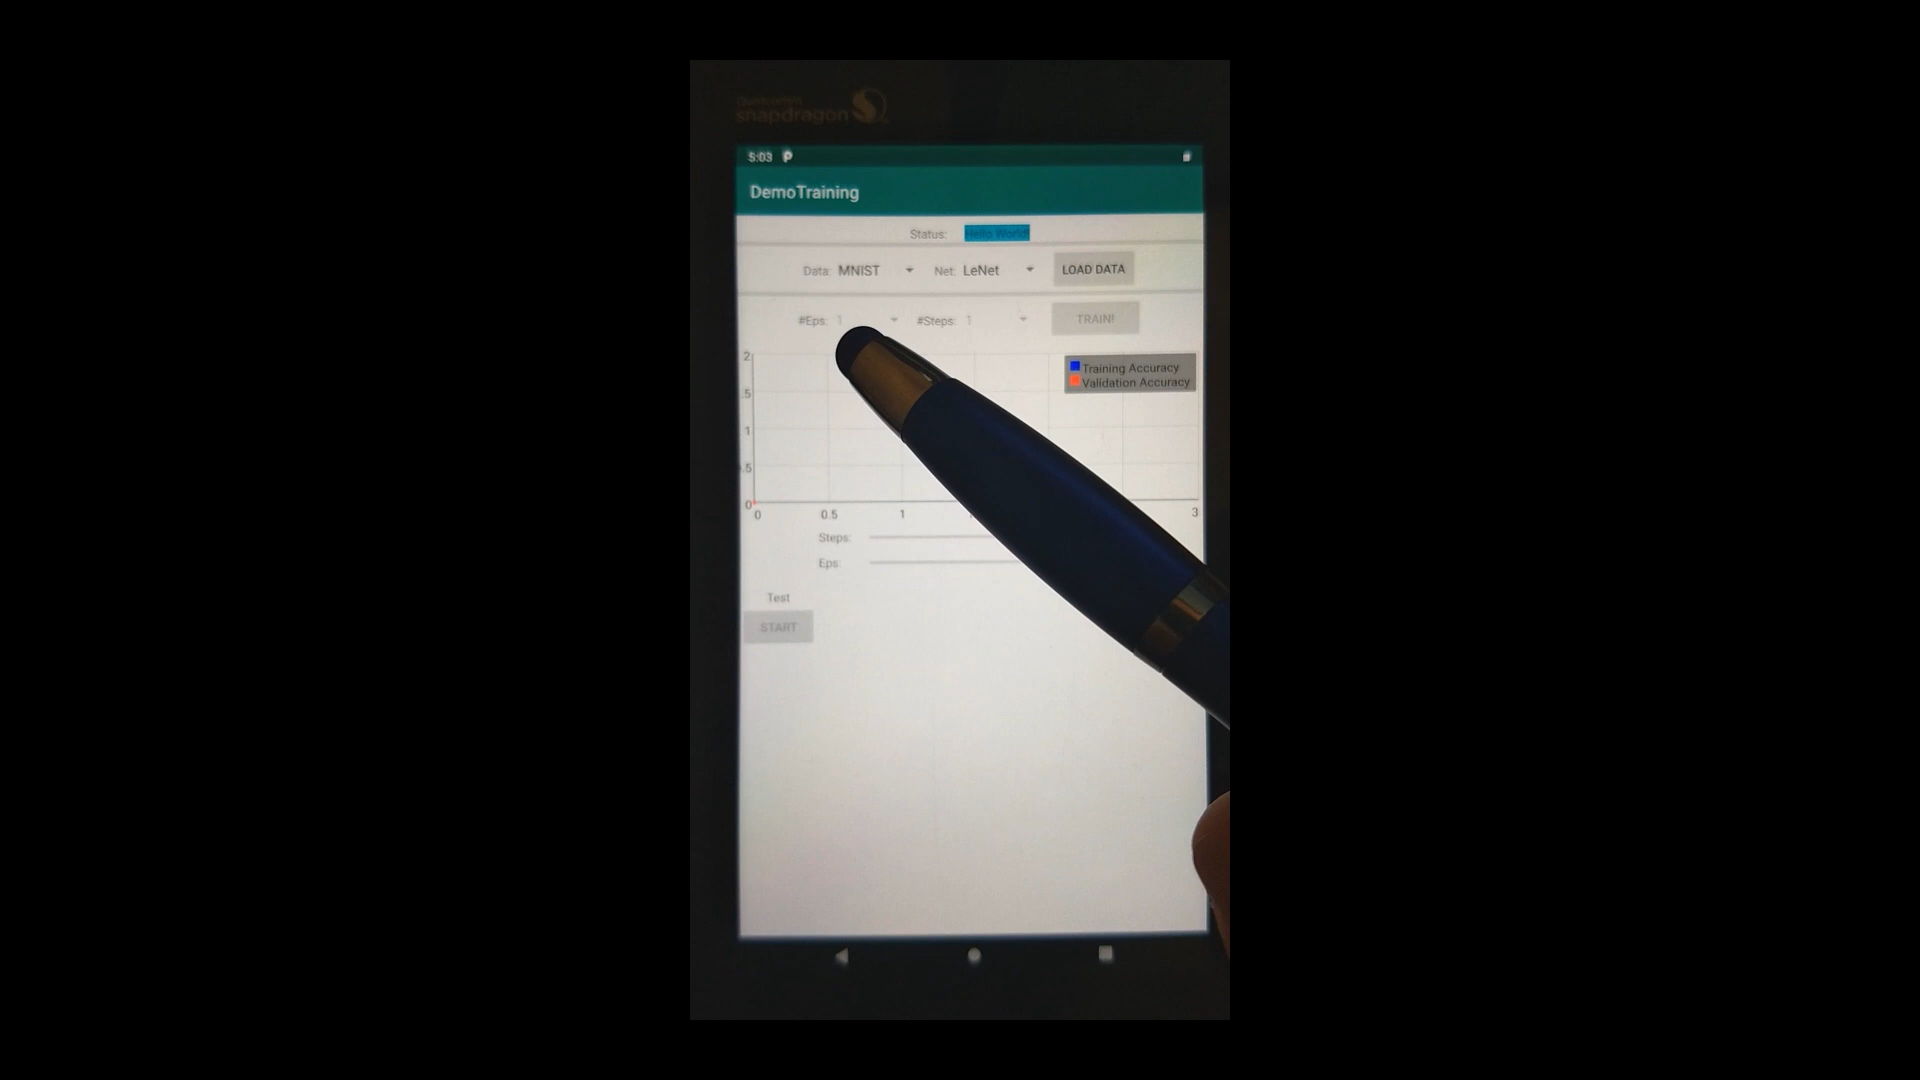 Qualcomm
snapdragon
5:03
DemoTraining
Status: Hello World!
Data: MNIST Net: LeNet LOAD DATA
#Eps: 1 #Steps: 1 TRAIN!
Training Accuracy
Validation Accuracy
2
.5
1
.5
0
0 0.5 1 3
Steps:
Eps:
Test
START